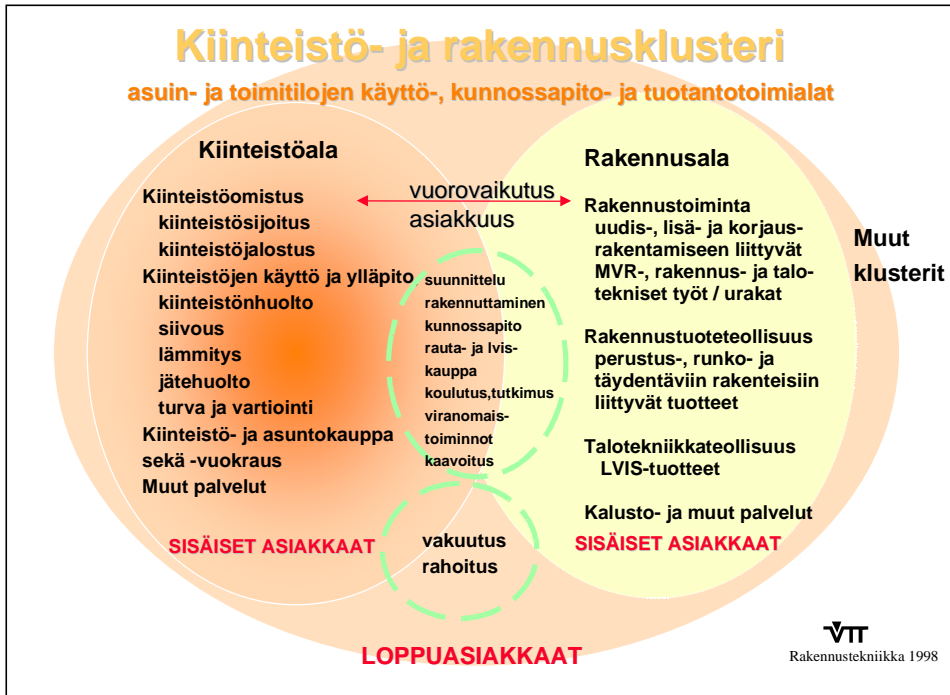 Kiinteistö- ja rakennusklusteri
asuin- ja toimitilojen käyttö-, kunnossapito- ja tuotantotoimialat
Kiinteistöala
Kiinteistöomistus
kiinteistösijoitus
kiinteistöjalostus
Kiinteistöjen käyttö ja ylläpito
kiinteistönhuolto
siivous
lämmitys
jätehuolto
turva ja vartiointi
Kiinteistö- ja asuntokauppa
sekä -vuokraus
Muut palvelut
SISÄISET ASIAKKAAT
vuorovaikutus
asiakkuus
suunnittelu
rakennuttaminen
kunnossapito
rauta- ja lvis-
kauppa
koulutus,tutkimus
viranomais-
toiminnot
kaavoitus
vakuutus
rahoitus
Rakennusala
Rakennustoiminta
uudis-, lisä- ja korjaus-
rakentamiseen liittyvät
MVR-, rakennus- ja talo-
tekniset työt / urakat
Rakennustuoteteollisuus
perustus-, runko- ja
täydentäviin rakenteisiin
liittyvät tuotteet
Talotekniikkateollisuus
LVIS-tuotteet
Kalusto- ja muut palvelut
SISÄISET ASIAKKAAT
Muut
klusterit
LOPPUASIAKKAAT
VTT
Rakennustekniikka 1998